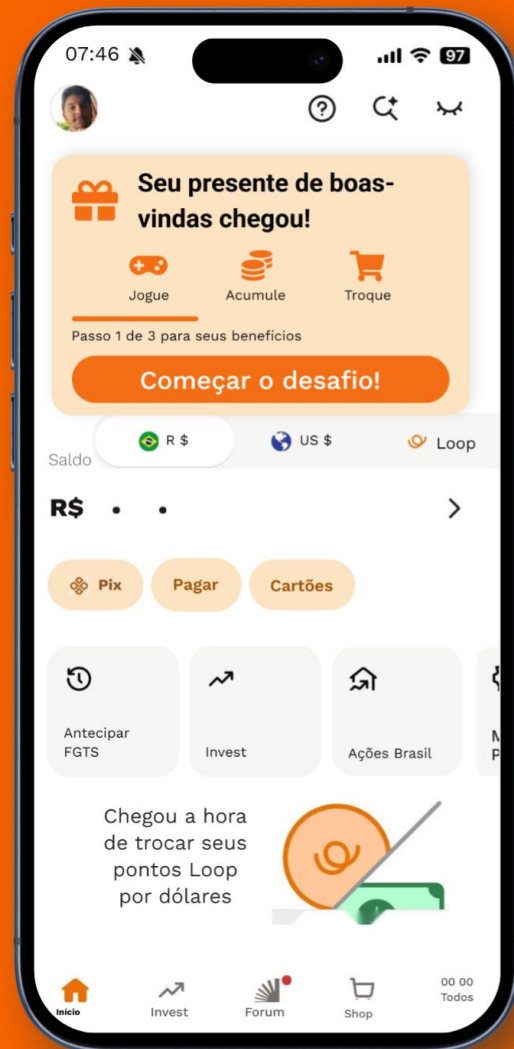 07:46
97
Seu presente de boas-
vindas chegou!
Jogue
Acumule
Troque
Passo 1 de 3 para seus benefícios
Começar o desafio!
Saldo
R $
US $
Loop
R$ • •
Pix
Pagar
Cartões
Antecipar
FGTS
Invest
Ações Brasil
Chegou a hora
de trocar seus
pontos Loop
por dólares
Início
Invest
Forum
Shop
00 00
Todos